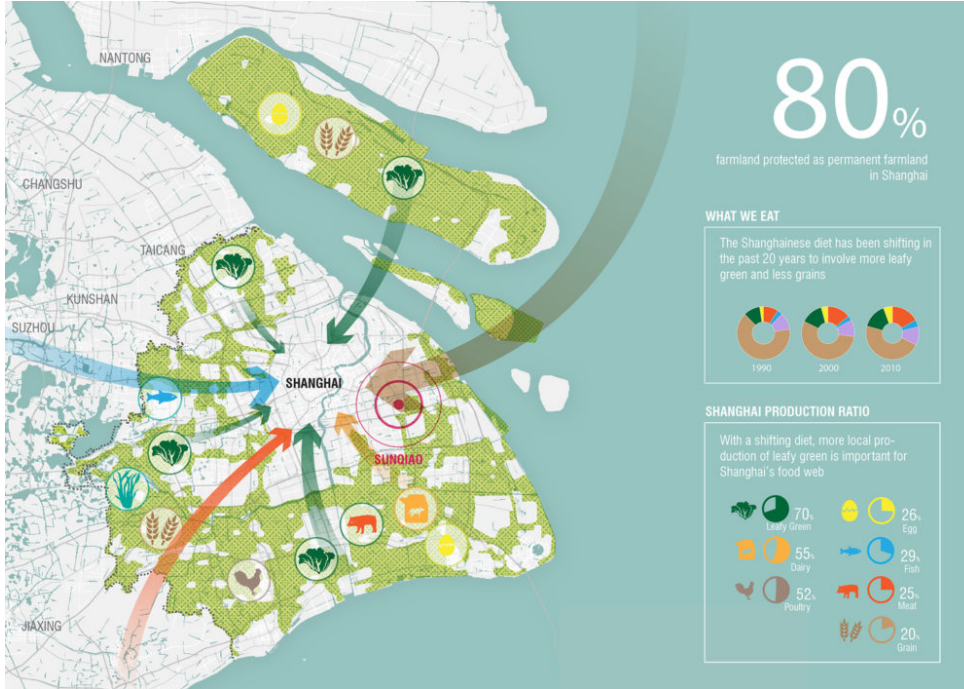 NANTONG
CHANGSHU
TAICANG
KUNSHAN
SUZHOU
SHANGHAI
SUNQIAO
JIAXING
80%
farmland protected as permanent farmland
in Shanghai
WHAT WE EAT
The Shanghainese diet has been shifting in
the past 20 years to involve more leafy
green and less grains
1990
2000
2010
SHANGHAI PRODUCTION RATIO
With a shifting diet, more local pro-
duction of leafy green is important for
Shanghai's food web
70%
Leafy Green
26%
Egg
55%
Dairy
29%
Fish
52%
Poultry
25%
Meat
20%
Grain